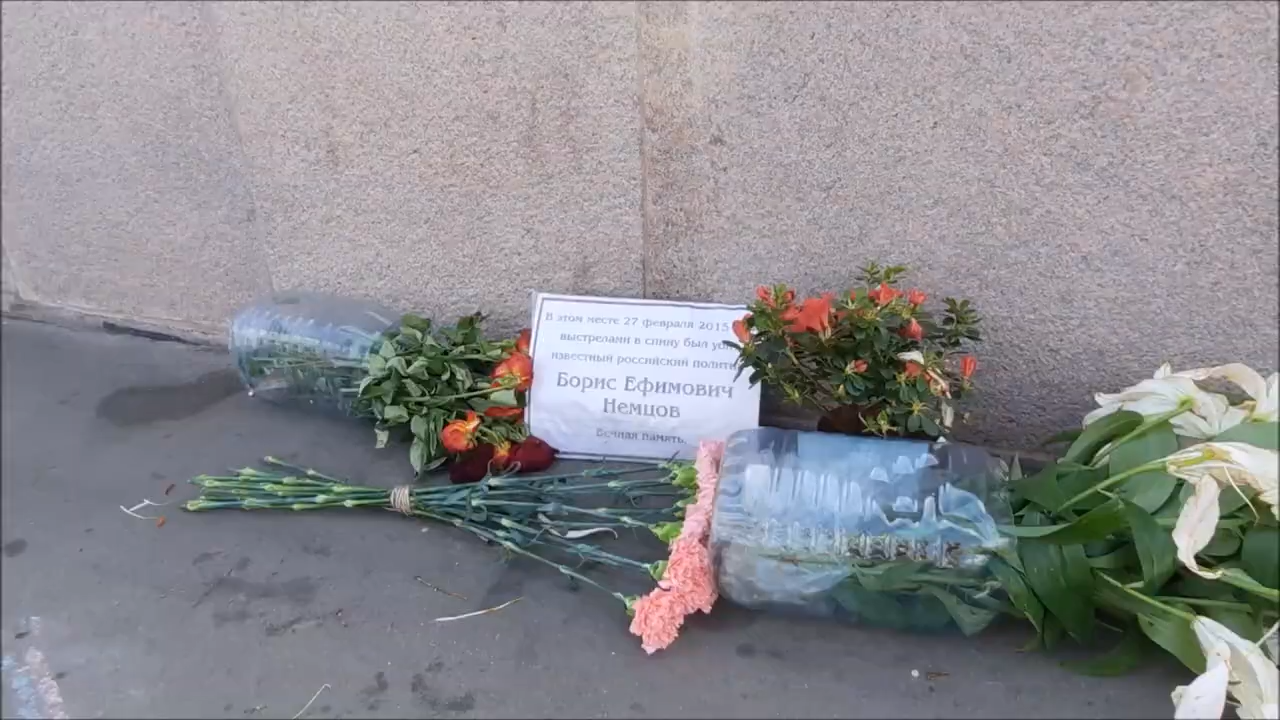 В этом месте 27 февраля 2015
выстрелами в спину был
известный российский
Борис Ефимович
Немцов
Вечная память